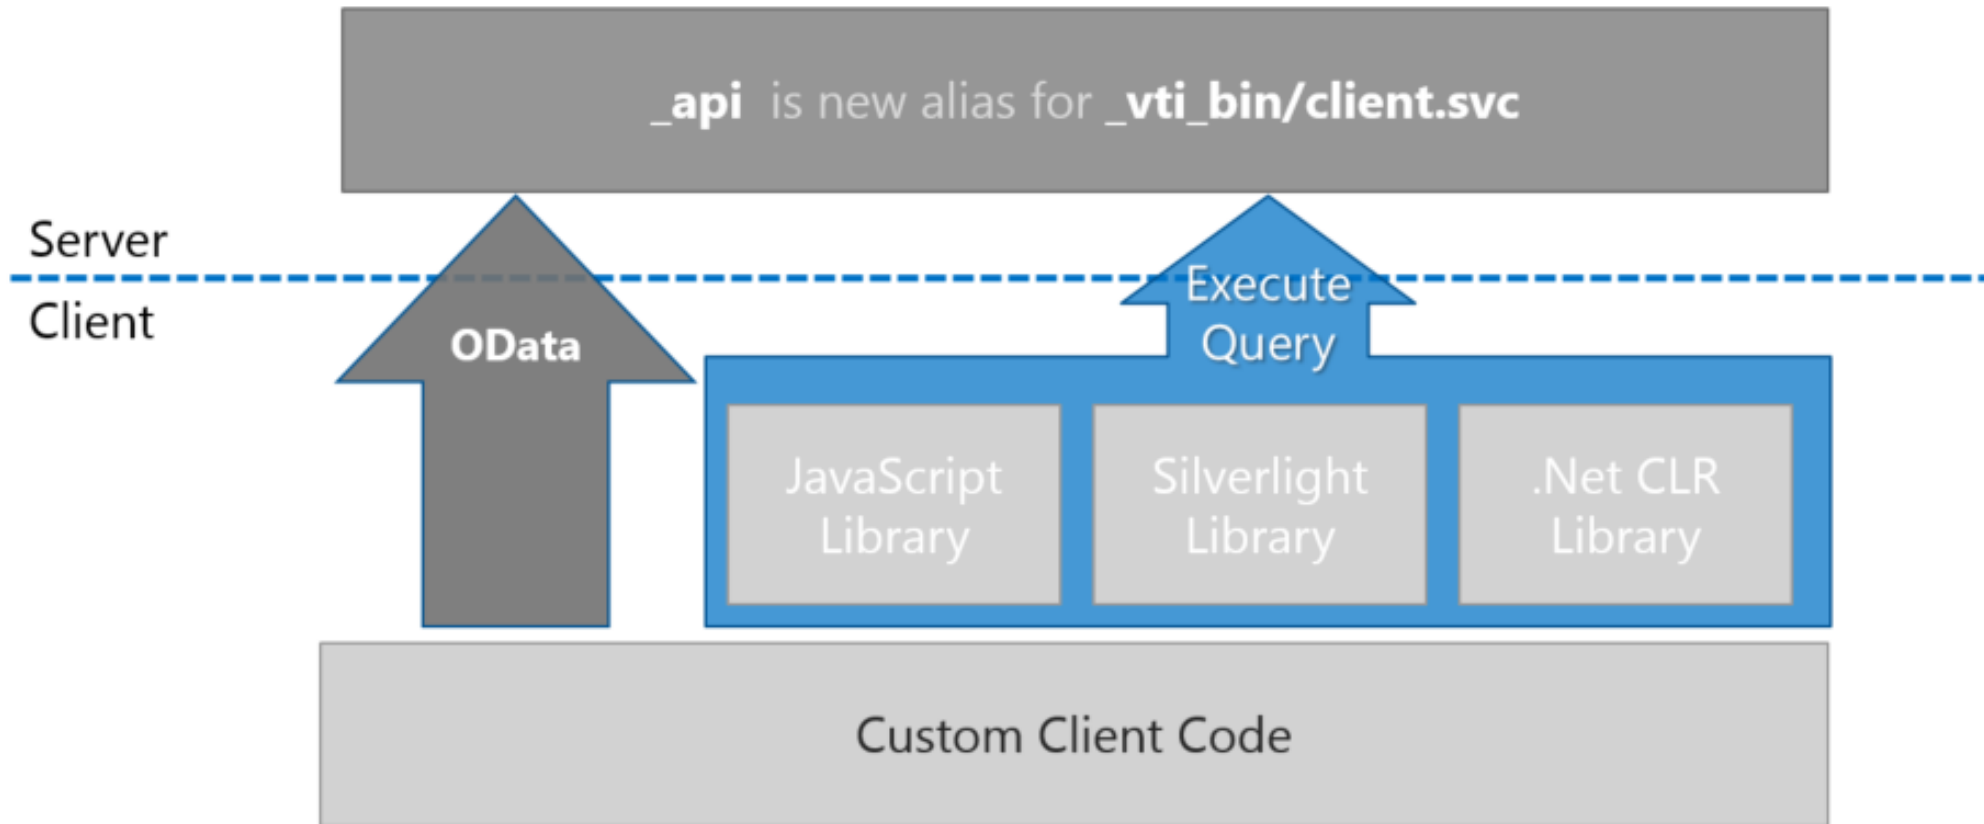 _api is new alias for _vti_bin/client.svc
Server
Client
OData
Execute
Query
JavaScript
Library
Silverlight
Library
.Net CLR
Library
Custom Client Code